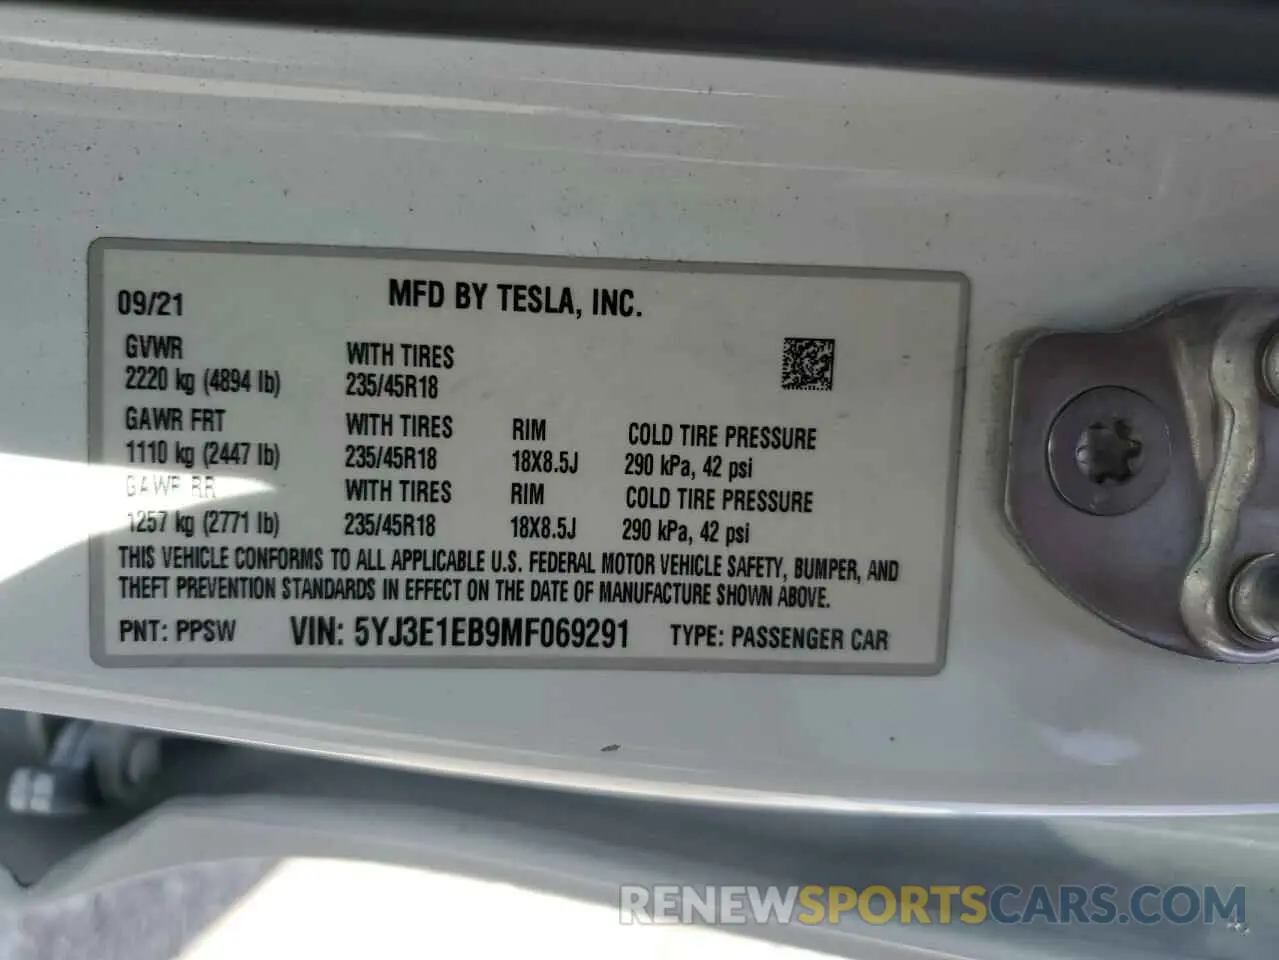 09/21 MFD BY TESLA, INC.
GVWR WITH TIRES
2220 kg (4894 lb) 235/45R18
GAWR FRT WITH TIRES RIM COLD TIRE PRESSURE
1110 kg (2447 lb) 235/45R18 18X8.5J 290 kPa, 42 psi
GAWR RR WITH TIRES RIM COLD TIRE PRESSURE
1257 kg (2771 lb) 235/45R18 18X8.5J 290 kPa, 42 psi
THIS VEHICLE CONFORMS TO ALL APPLICABLE U.S. FEDERAL MOTOR VEHICLE SAFETY, BUMPER, AND
THEFT PREVENTION STANDARDS IN EFFECT ON THE DATE OF MANUFACTURE SHOWN ABOVE.
PNT: PPSW VIN: 5YJ3E1EB9MF069291 TYPE: PASSENGER CAR
RENEWSPORTSCARS.COM